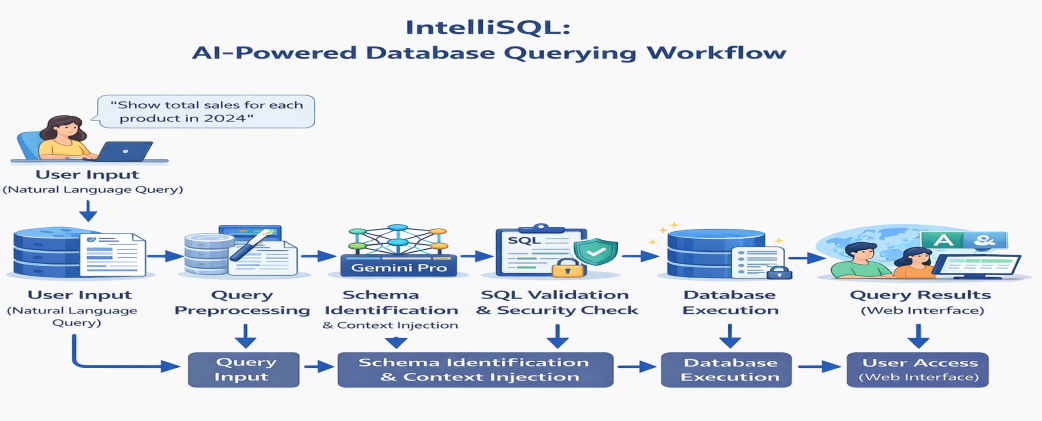 IntelliSQL:
AI-Powered Database Querying Workflow
"Show total sales for each
product in 2024"
User Input
(Natural Language Query)
SQL
Gemini Pro
A
User Input
(Natural Language
Query)
Query
Preprocessing
Schema
Identification
& Context Injection
SQL Validation
& Security Check
Database
Execution
Query Results
(Web Interface)
Query
Input
Schema Identification
& Context Injection
Database
Execution
User Access
(Web Interface)